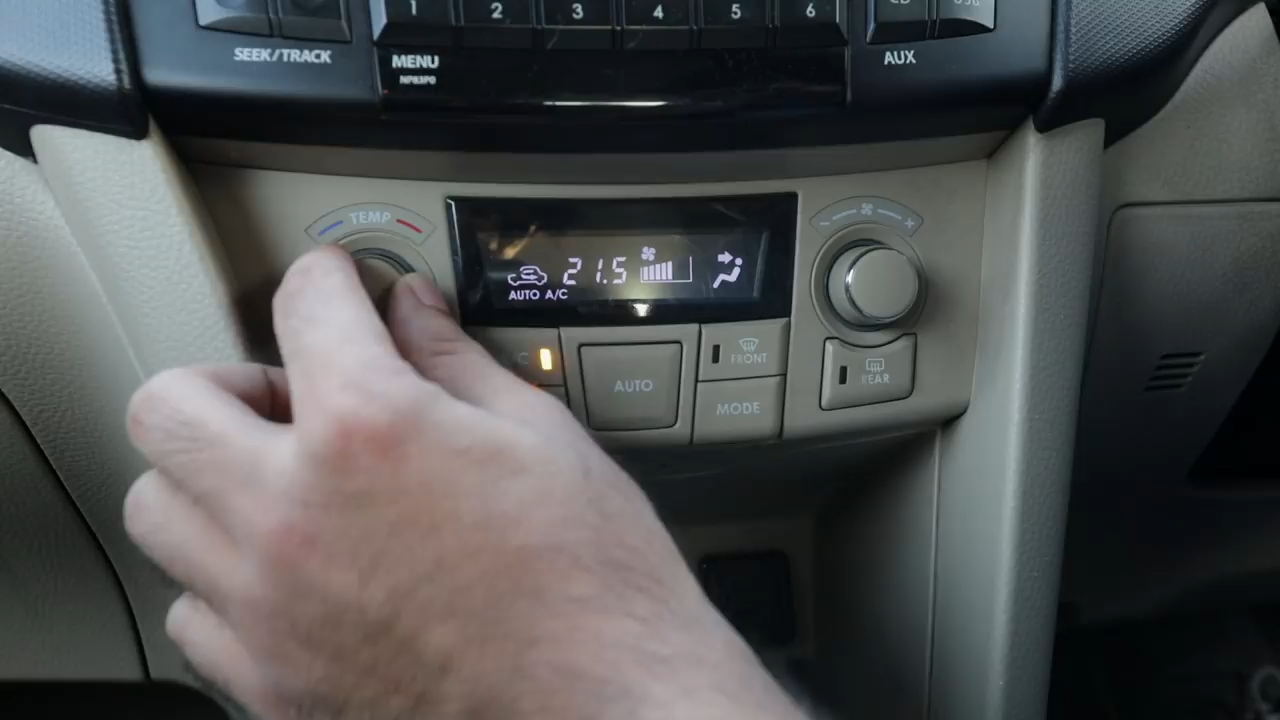 1 2 3 4 5 6
SEEK/TRACK
MENU
AUX
TEMP
21.5
AUTO A/C
FRONT
AUTO
REAR
MODE